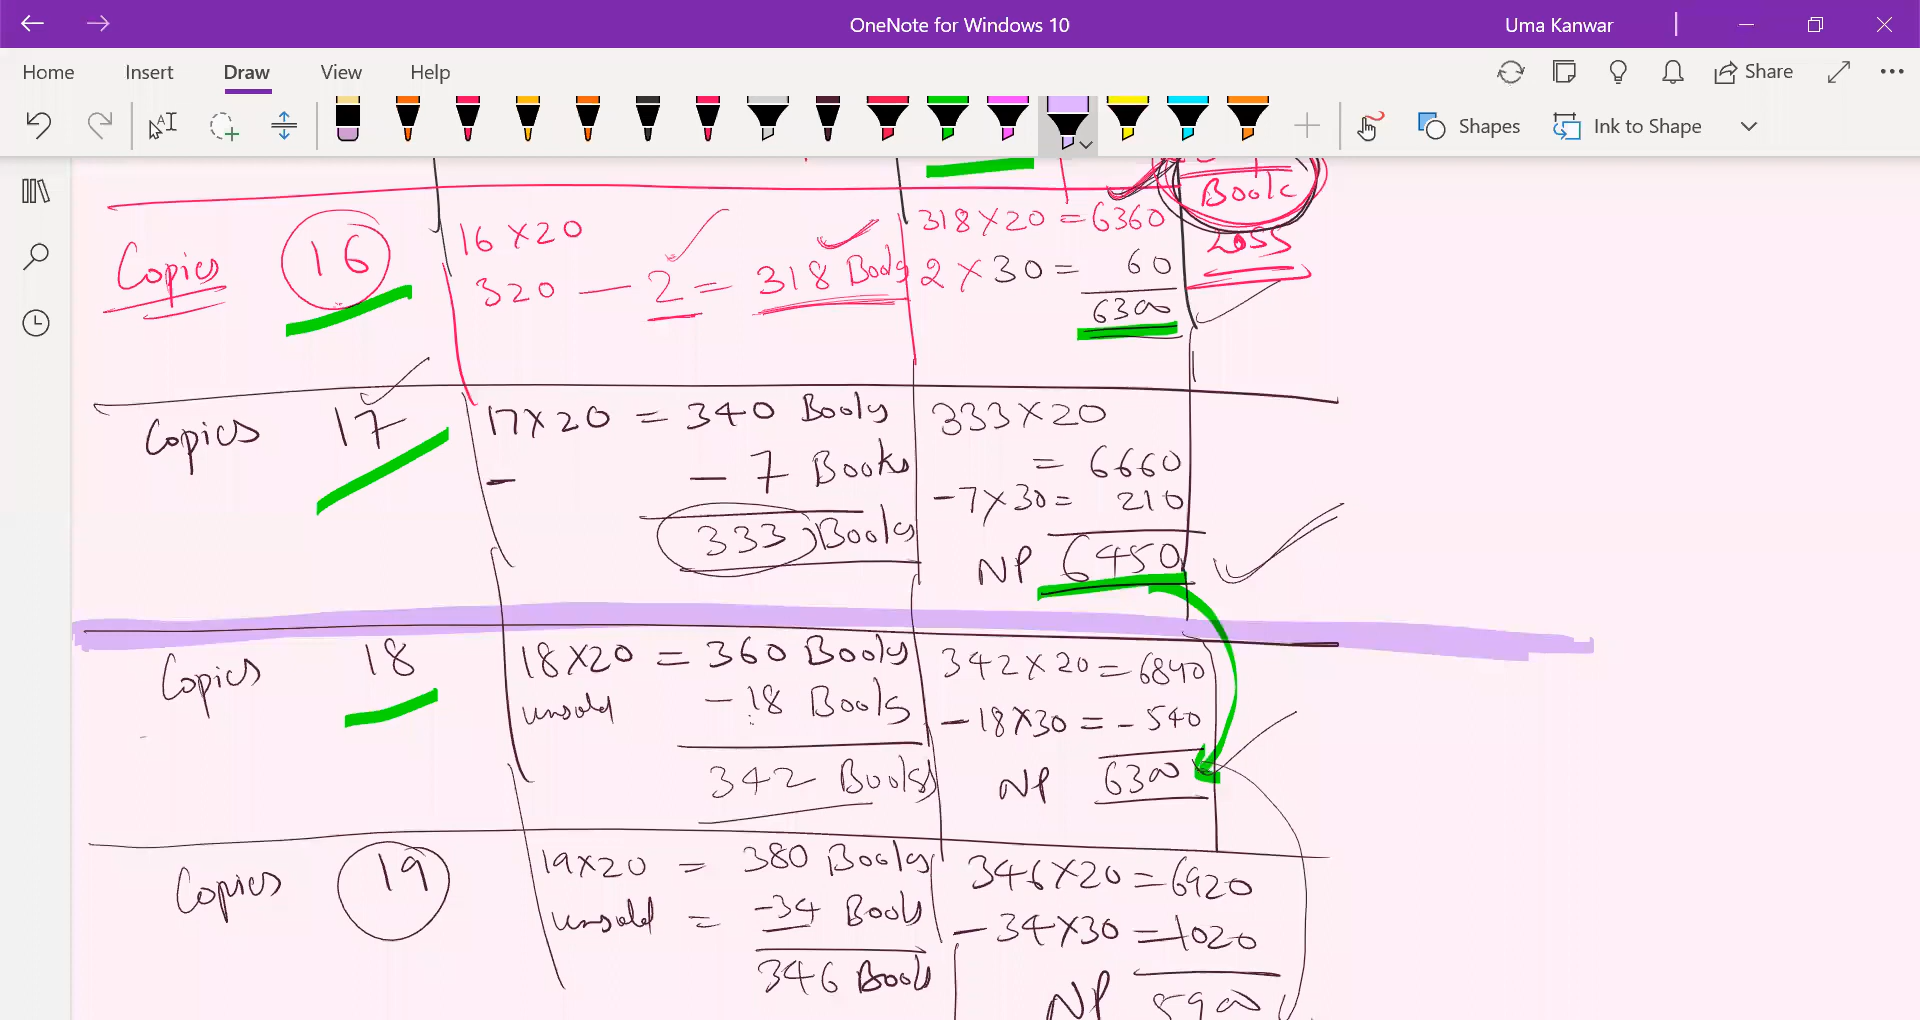 OneNote for Windows 10
Uma Kanwar
Home Insert Draw View Help
Share
Shapes Ink to Shape
Book
Loss
Copies 16
16 × 20
320 — 2 = 318 Books
318 × 20 = 6360
2 × 30 = 60
6300
Copies 17
17 × 20 = 340 Books
- - 7 Books
333 Books
333 × 20
= 6660
- 7 × 30 = 210
NP 6450
Copies 18
18 × 20 = 360 Books
unsold - 18 Books
342 Books
342 × 20 = 6840
- 18 × 30 = - 540
NP 6300
Copies 19
19 × 20 = 380 Books
unsold = -34 Books
346 Books
346 × 20 = 6920
- 34 × 30 = 1020
NP 5900